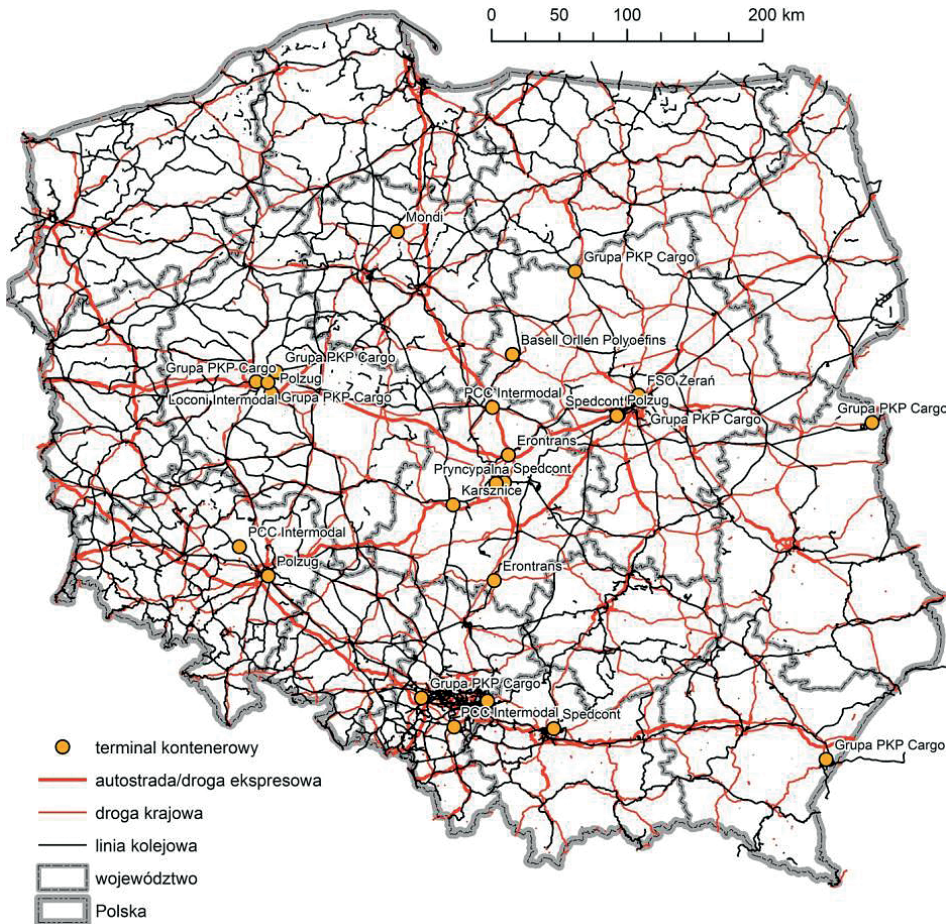 0 50 100 200 km
Mondi
Grupa PKP Cargo
Basell Orllen Polyoefins
Grupa PKP Cargo
Grupa PKP Cargo
Polzug
Loconi Intermodal
Grupa PKP Cargo
PCC Intermodal
FSO Żerań
Spedcont
Polzug
Grupa PKP Cargo
Grupa PKP Cargo
Erontrans
Pryncypalna
Spedcont
Karsznice
PCC Intermodal
Polzug
Erontrans
Grupa PKP Cargo
PCC Intermodal
Spedcont
Grupa PKP Cargo
terminal kontenerowy
autostrada/droga ekspresowa
droga krajowa
linia kolejowa
województwo
Polska